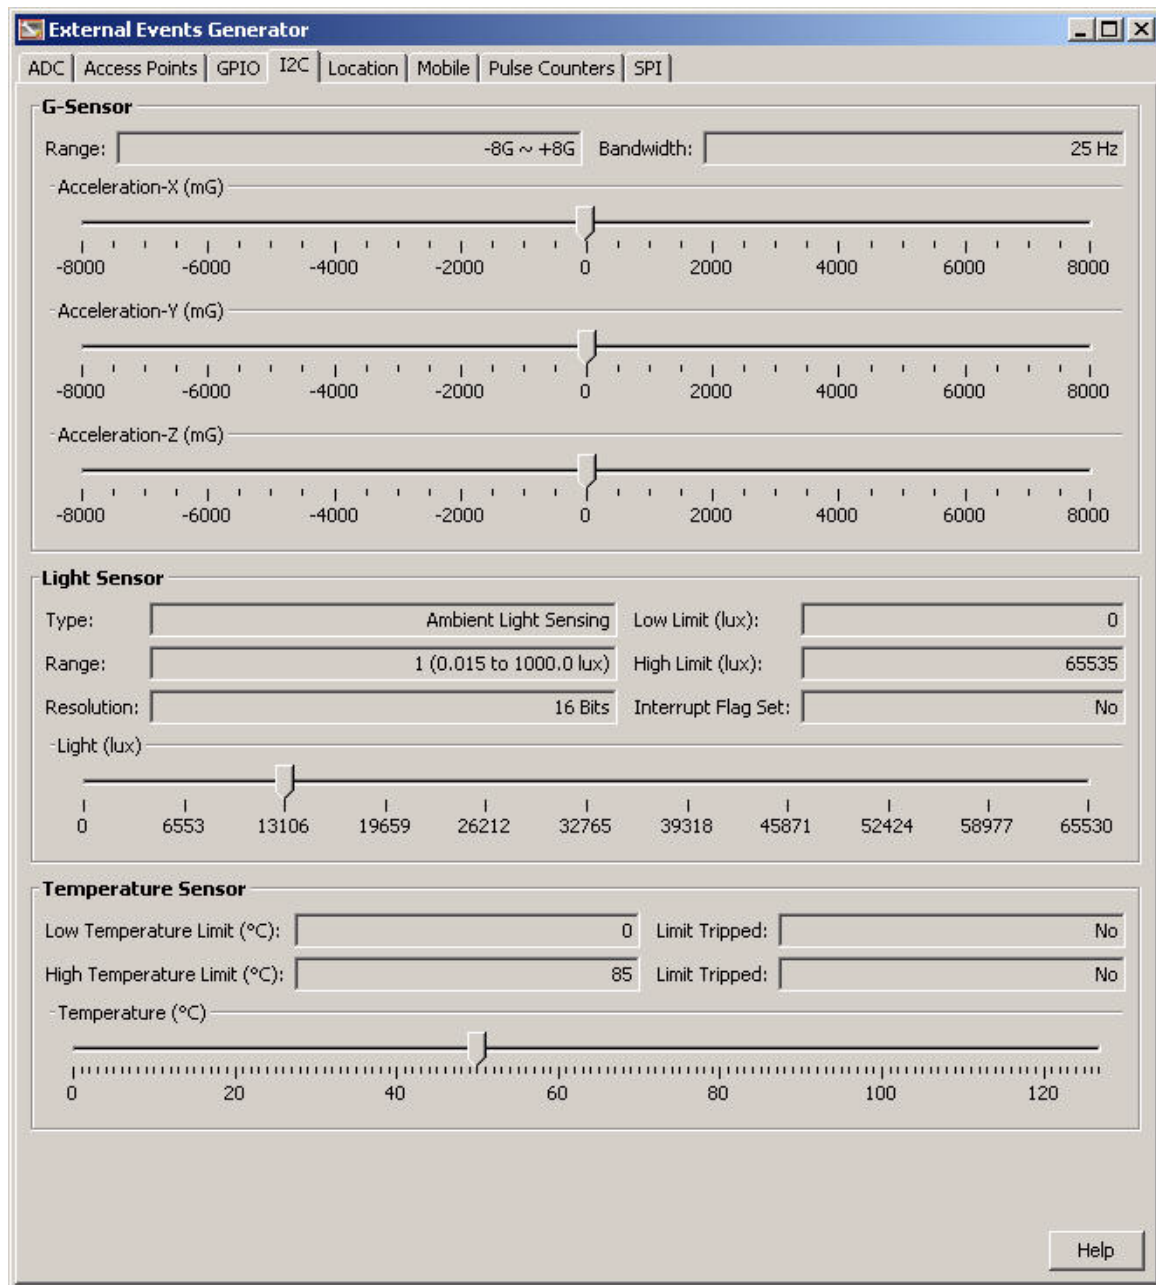 External Events Generator
ADC Access Points GPIO I2C Location Mobile Pulse Counters SPI
G-Sensor
Range: -8G ~ +8G Bandwidth: 25 Hz
Acceleration-X (mG)
-8000 -6000 -4000 -2000 0 2000 4000 6000 8000
Acceleration-Y (mG)
-8000 -6000 -4000 -2000 0 2000 4000 6000 8000
Acceleration-Z (mG)
-8000 -6000 -4000 -2000 0 2000 4000 6000 8000
Light Sensor
Type: Ambient Light Sensing Low Limit (lux): 0
Range: 1 (0.015 to 1000.0 lux) High Limit (lux): 65535
Resolution: 16 Bits Interrupt Flag Set: No
Light (lux)
0 6553 13106 19659 26212 32765 39318 45871 52424 58977 65530
Temperature Sensor
Low Temperature Limit (°C): 0 Limit Tripped: No
High Temperature Limit (°C): 85 Limit Tripped: No
Temperature (°C)
0 20 40 60 80 100 120
Help